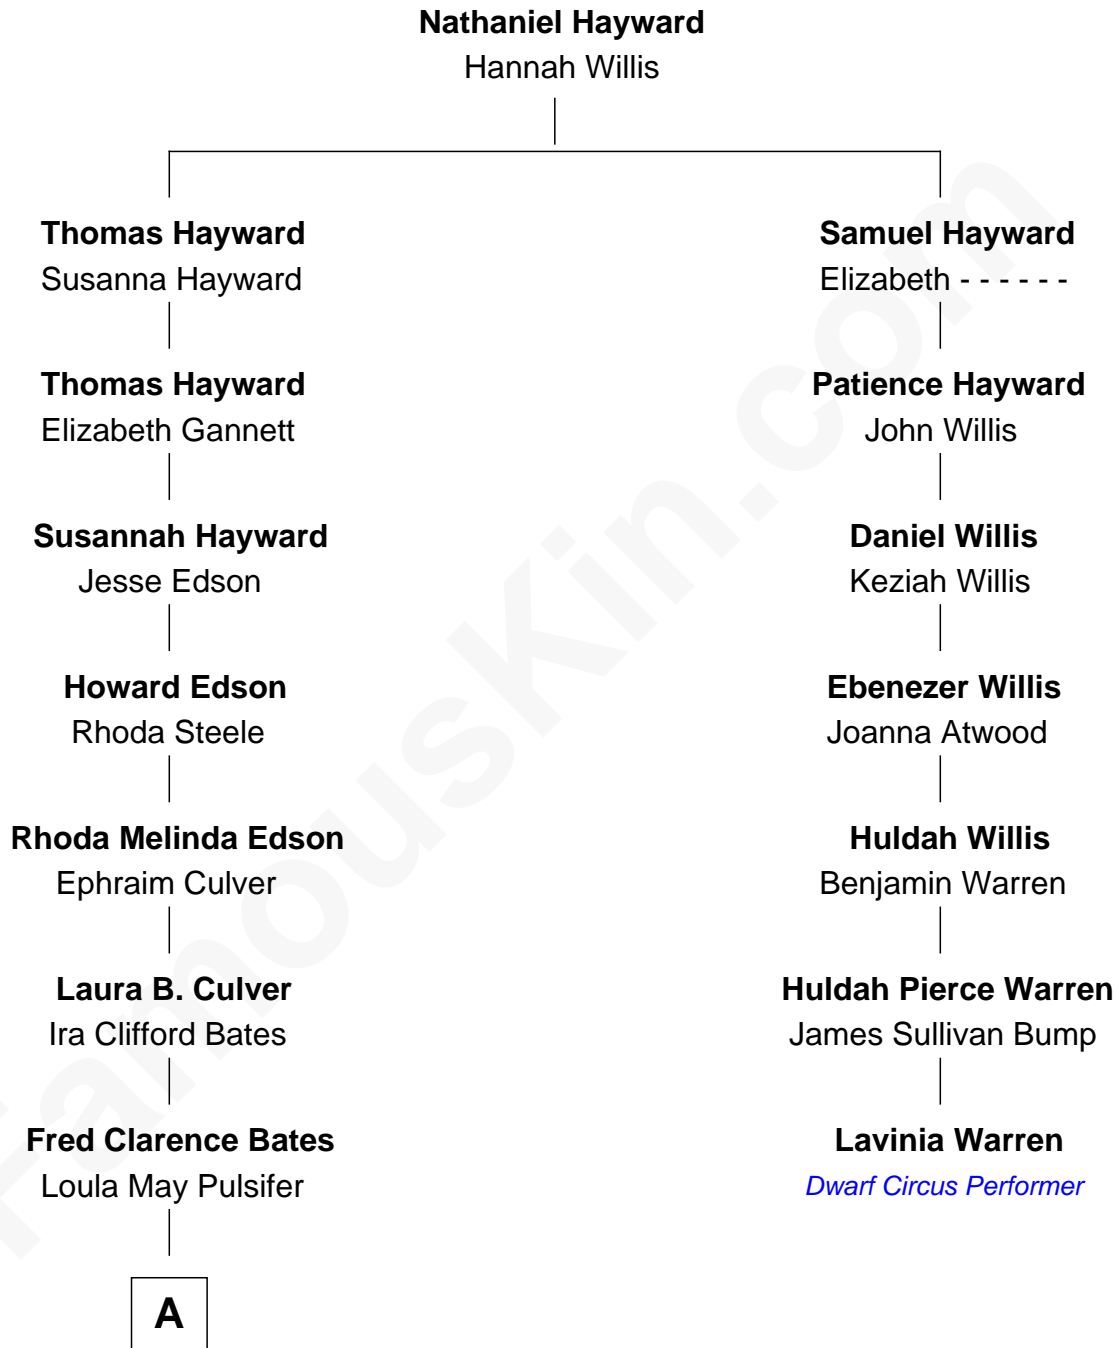 Nathaniel Hayward
Hannah Willis
Thomas Hayward
Susanna Hayward
Samuel Hayward
Elizabeth - - - - - -
Thomas Hayward
Elizabeth Gannett
Patience Hayward
John Willis
Susannah Hayward
Jesse Edson
Daniel Willis
Keziah Willis
Howard Edson
Rhoda Steele
Ebenezer Willis
Joanna Atwood
Rhoda Melinda Edson
Ephraim Culver
Huldah Willis
Benjamin Warren
Laura B. Culver
Ira Clifford Bates
Huldah Pierce Warren
James Sullivan Bump
Fred Clarence Bates
Loula May Pulsifer
Lavinia Warren
Dwarf Circus Performer
A
FamousKin.com